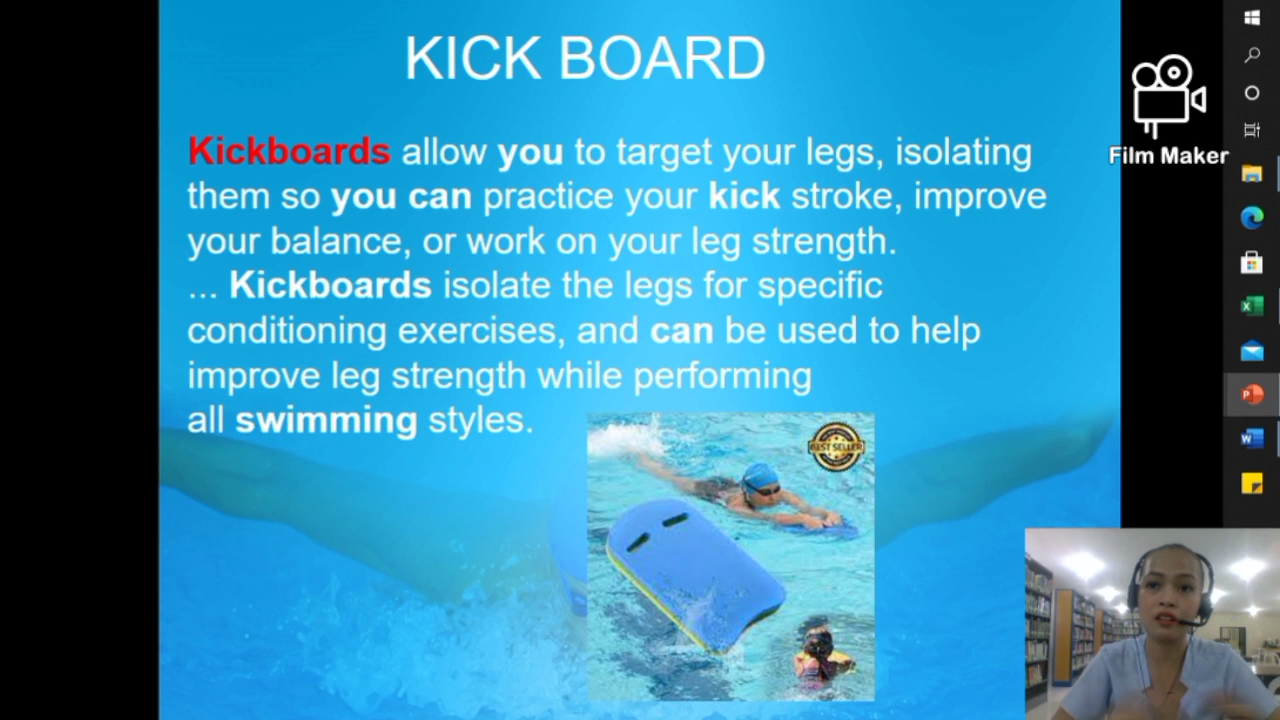 KICK BOARD
Kickboards allow you to target your legs, isolating
them so you can practice your kick stroke, improve
your balance, or work on your leg strength.
... Kickboards isolate the legs for specific
conditioning exercises, and can be used to help
improve leg strength while performing
all swimming styles.
BEST SELLER
Film Maker